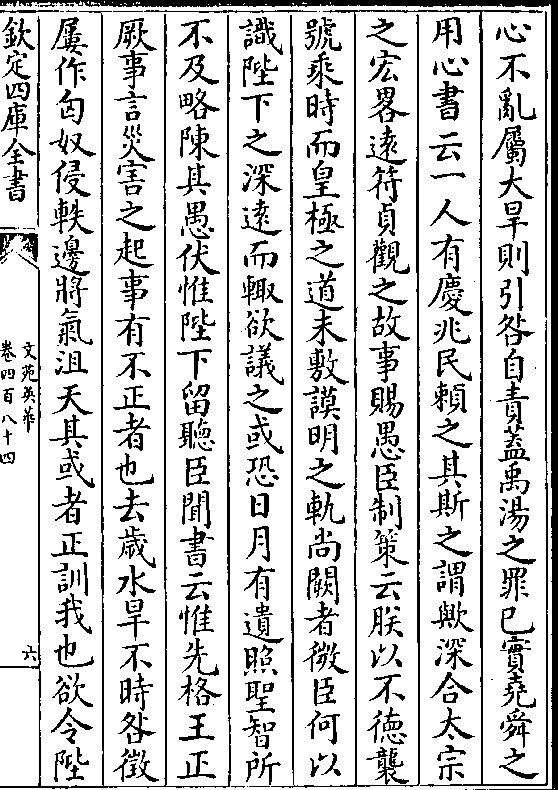 心不亂屬大旱則引咎自責蓋禹湯之罪已實堯舜之
用心書云一人有慶兆民賴之其斯之謂歟深合太宗
之宏畧遠符貞觀之故事賜愚臣制策云朕以不德襲
號乘時而皇極之道未敷謨明之軌尚闕者微臣何以
識陛下之深遠而輙欲議之或恐日月有遺照聖智所
不及略陳其愚伏惟陛下留聽臣聞書云惟先格王正
厥事言災害之起事有不正者也去歲水旱不時咎徵
屢作匈奴侵軼邊將氣沮天其或者正訓我也欲令陛
欽定四庫全書
文苑英華
卷四百八十四
六